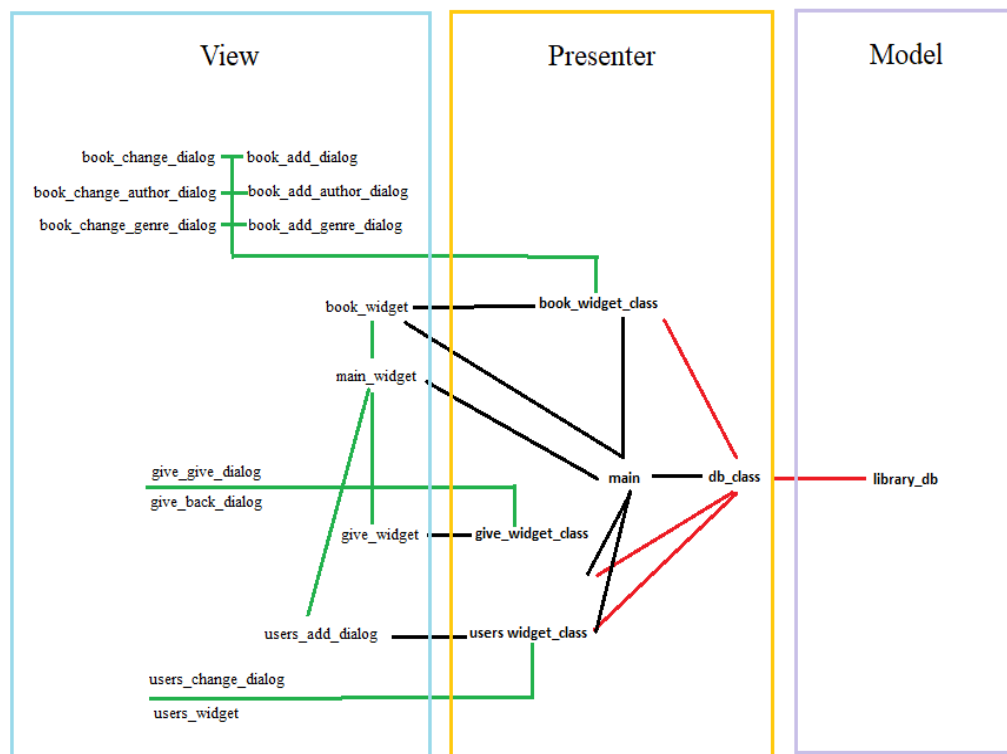 View
Presenter
Model
book_change_dialog
book_add_dialog
book_change_author_dialog
book_add_author_dialog
book_change_genre_dialog
book_add_genre_dialog
book_widget
book_widget_class
main_widget
give_give_dialog
main
db_class
library_db
give_back_dialog
give_widget
give_widget_class
users_add_dialog
users widget_class
users_change_dialog
users_widget